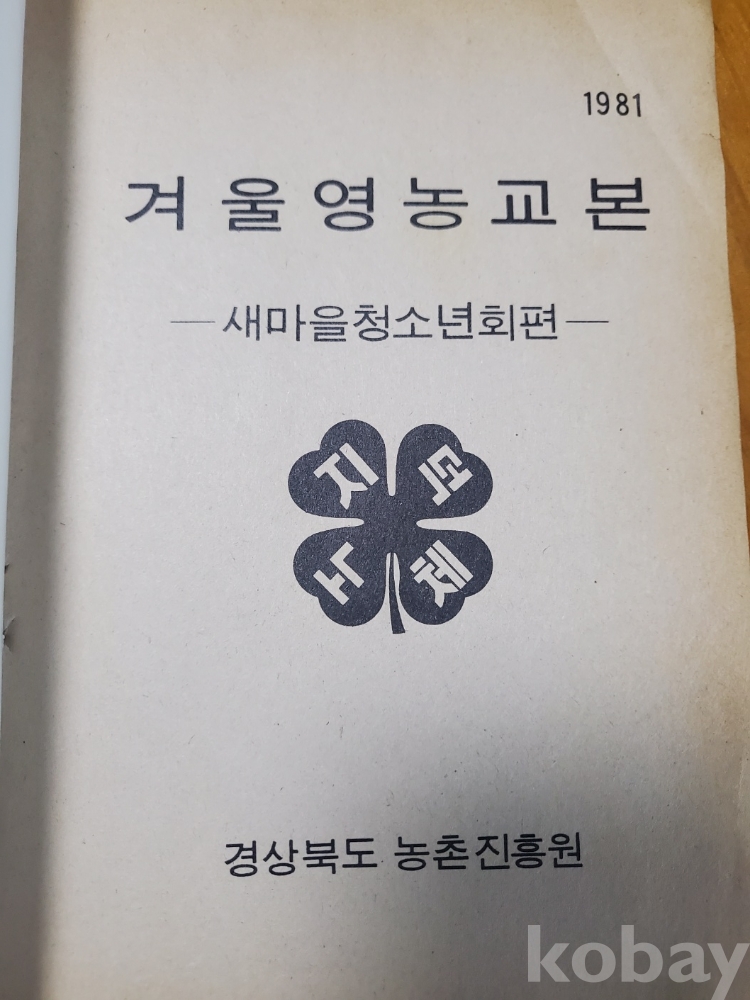 1981
겨울영농교본
—새마을청소년회편—
지
덕
노
체
경상북도 농촌진흥원
kobay